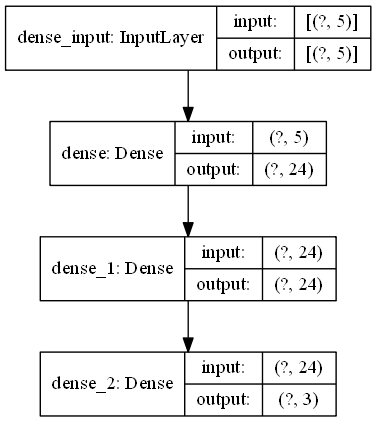 dense_input: InputLayer
input: [(?, 5)]
output: [(?, 5)]
dense: Dense
input: (?, 5)
output: (?, 24)
dense_1: Dense
input: (?, 24)
output: (?, 24)
dense_2: Dense
input: (?, 24)
output: (?, 3)